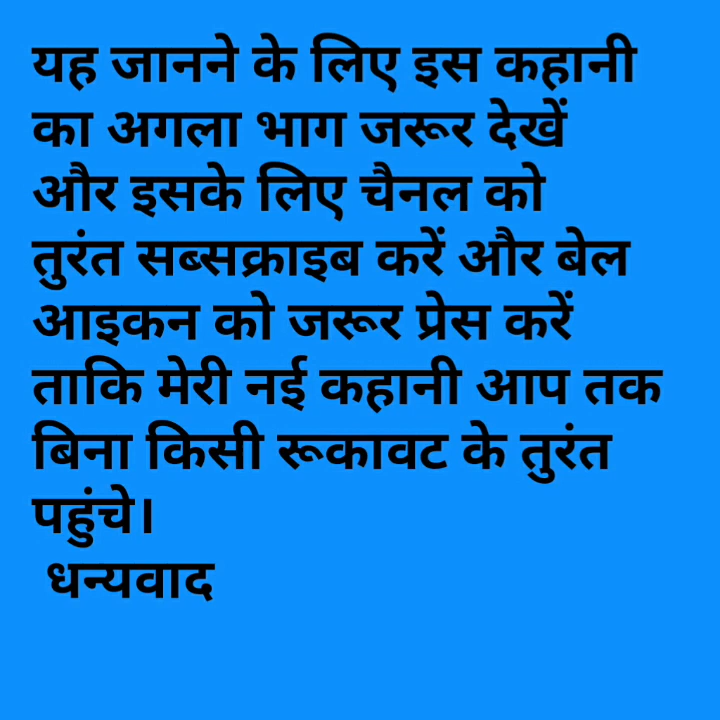 यह जानने के लिए इस कहानी
का अगला भाग जरूर देखें
और इसके लिए चैनल को
तुरंत सब्सक्राइब करें और बेल
आइकन को जरूर प्रेस करें
ताकि मेरी नई कहानी आप तक
बिना किसी रूकावट के तुरंत
पहुंचे।
धन्यवाद